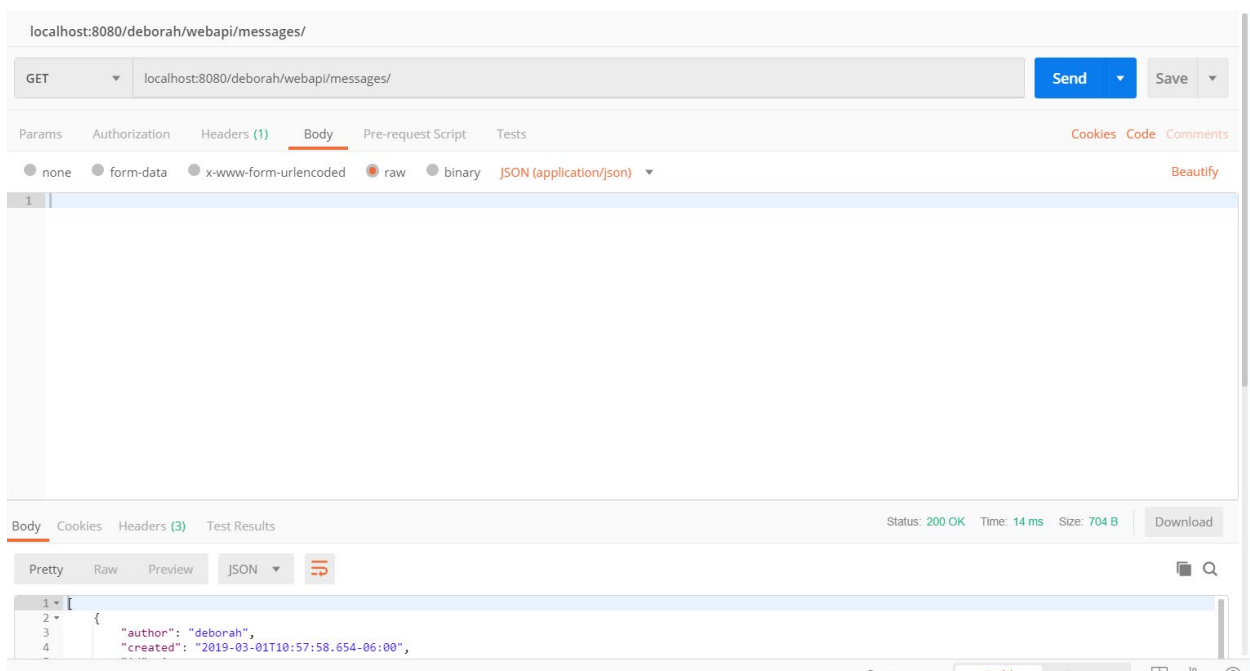 localhost:8080/deborah/webapi/messages/
GET localhost:8080/deborah/webapi/messages/ Send Save
Params Authorization Headers (1) Body Pre-request Script Tests Cookies Code Comments
none form-data x-www-form-urlencoded raw binary JSON (application/json) Beautify
1
Body Cookies Headers (3) Test Results Status: 200 OK Time: 14 ms Size: 704 B Download
Pretty Raw Preview JSON
1 [
2 {
3 "author": "deborah",
4 "created": "2019-03-01T10:57:58.654-06:00",